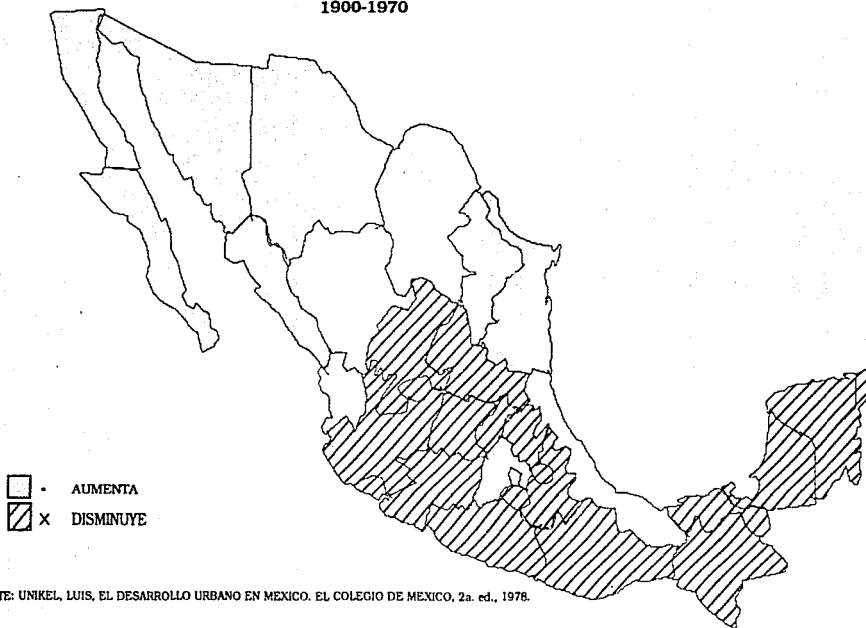 1900-1970
• AUMENTA
X DISMINUYE
TE: UNIKEL, LUIS, EL DESARROLLO URBANO EN MEXICO. EL COLEGIO DE MEXICO, 2a. ed., 1978.